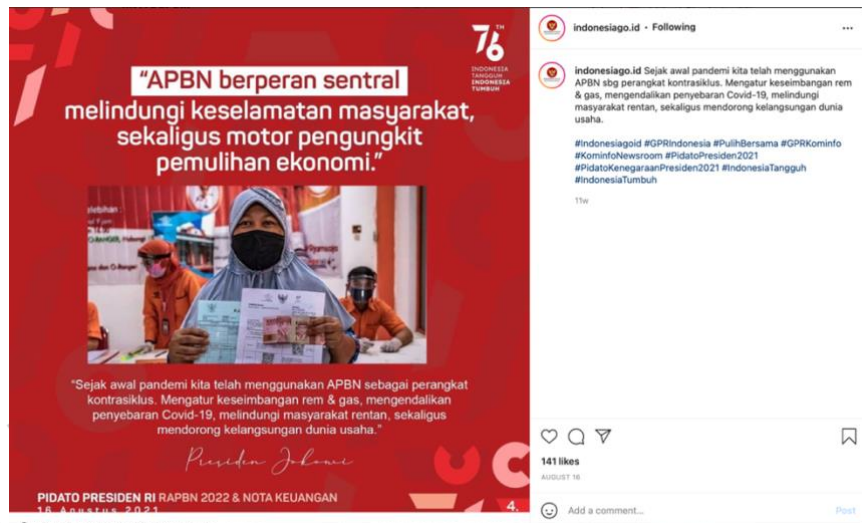 76TH
INDONESIA
TANGGUH
INDONESIA
TUMBUH
“APBN berperan sentral
melindungi keselamatan masyarakat,
sekaligus motor pengungkit
pemulihan ekonomi.”
"Sejak awal pandemi kita telah menggunakan APBN sebagai perangkat
kontrasiklus. Mengatur keseimbangan rem & gas, mengendalikan
penyebaran Covid-19, melindungi masyarakat rentan, sekaligus
mendorong kelangsungan dunia usaha."
Presiden Jokowi
PIDATO PRESIDEN RI RAPBN 2022 & NOTA KEUANGAN
16 Agustus 2021
4.
indonesiago.id • Following
indonesiago.id Sejak awal pandemi kita telah menggunakan
APBN sbg perangkat kontrasiklus. Mengatur keseimbangan rem
& gas, mengendalikan penyebaran Covid-19, melindungi
masyarakat rentan, sekaligus mendorong kelangsungan dunia
usaha.
#Indonesiagoid #GPRIndonesia #PulihBersama #GPRKominfo
#KominfoNewsroom #PidatoPresiden2021
#PidatoKenegaraanPresiden2021 #IndonesiaTangguh
#IndonesiaTumbuh
11w
141 likes
AUGUST 16
Add a comment...
Post